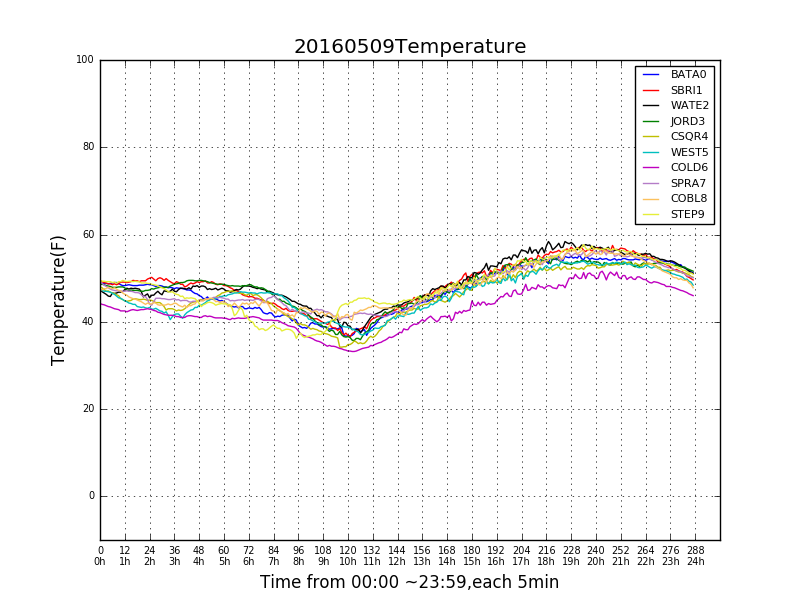 20160509Temperature
100
80
60
40
20
0
Temperature(F)
BATA0
SBRI1
WATE2
JORD3
CSQR4
WEST5
COLD6
SPRA7
COBL8
STEP9
0 12 24 36 48 60 72 84 96 108 120 132 144 156 168 180 192 204 216 228 240 252 264 276 288
0h 1h 2h 3h 4h 5h 6h 7h 8h 9h 10h 11h 12h 13h 14h 15h 16h 17h 18h 19h 20h 21h 22h 23h 24h
Time from 00:00 ~23:59,each 5min